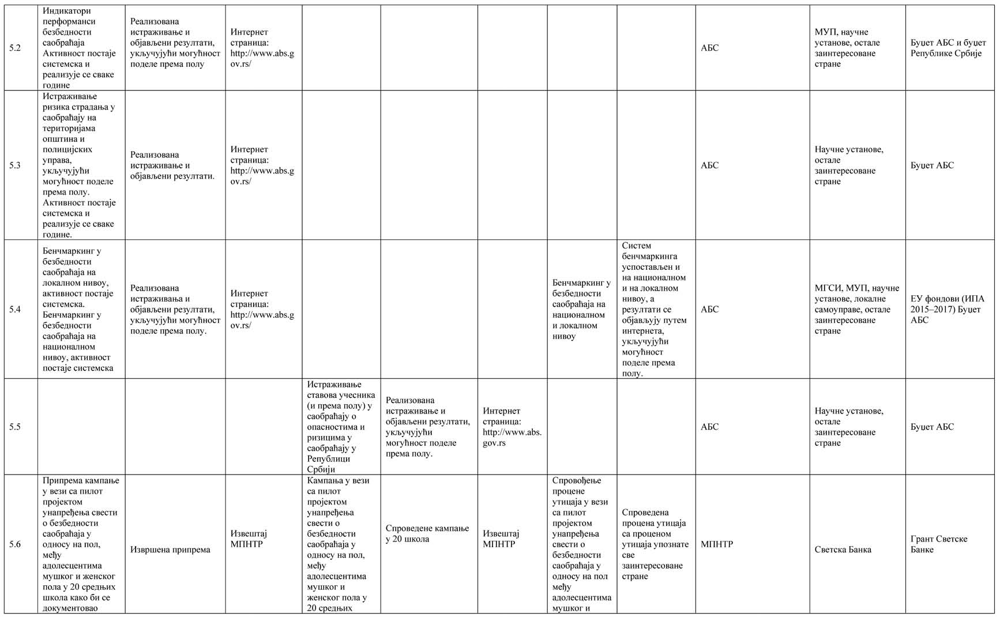 5.2
Индикатори
перформанси
безбедности
саобраћаја
Активност постаје
системска и
реализује се сваке
године
Реализована
истраживање и
објављени резултати,
укључујући могућност
поделе према полу
Интернет
страница:
http://www.abs.g
ov.rs/
АБС
МУП, научне
установе, остале
заинтересоване
стране
Буџет АБС и буџет
Републике Србије
5.3
Истраживање
ризика страдања у
саобраћају на
територијама
општина и
полицијских
управа,
укључујући
могућност поделе
према полу.
Активност постаје
системска и
реализује се сваке
године.
Реализована
истраживање и
објављени резултати.
Интернет
страница:
http://www.abs.g
ov.rs/
АБС
Научне установе,
остале
заинтересоване
стране
Буџет АБС
5.4
Бенчмаркинг у
безбедности
саобраћаја на
локалном нивоу,
активност постаје
системска.
Бенчмаркинг у
безбедности
саобраћаја на
националном
нивоу, активност
постаје системска
Реализована
истраживања и
објављени резултати,
укључујући могућност
поделе према полу.
Интернет
страница:
http://www.abs.g
ov.rs/
Бенчмаркинг у
безбедности
саобраћаја на
националном
и локалном
нивоу
Систем
бенчмаркинга
успостављен и
на националном
и на локалном
нивоу, а
резултати се
објављују путем
интернета,
укључујући
могућност
поделе према
полу.
АБС
МГСИ, МУП, научне
установе, локалне
самоуправе, остале
заинтересоване
стране
ЕУ фондови (ИПА
2015–2017) Буџет
АБС
5.5
Истраживање
ставова учесника
(и према полу) у
саобраћају о
опасностима и
ризицима у
саобраћају у
Републици
Србији
Реализована
истраживање и
објављени резултати,
укључујући
могућност поделе
према полу.
Интернет
страница:
http://www.abs.
gov.rs
АБС
Научне установе,
остале
заинтересоване
стране
Буџет АБС
5.6
Припрема кампање
у вези са пилот
пројектом
унапређења свести
о безбедности
саобраћаја у
односу на пол,
међу
адолесцентима
мушког и женског
пола у 20 средњих
школа како би се
документовао
Извршена припрема
Извештај
МПНТР
Кампања у вези
са пилот
пројектом
унапређења
свести о
безбедности
саобраћаја у
односу на пол,
међу
адолесцентима
мушког и
женског пола у
20 средњих
Спроведене кампање
у 20 школа
Извештај
МПНТР
Спровођење
процене
утицаја у вези
са пилот
пројектом
унапређења
свести о
безбедности
саобраћаја у
односу на пол
међу
адолесцентима
мушког и
Спроведена
процена утицаја
са проценом
утицаја упознате
све
заинтересоване
стране
МПНТР
Светска Банка
Грант Светске
Банке